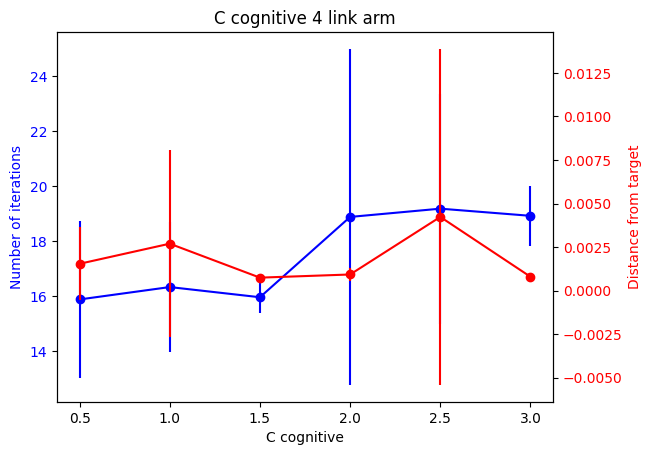 C cognitive 4 link arm
24
22
20
18
16
14
Number of iterations
0.0125
0.0100
0.0075
0.0050
0.0025
0.0000
−0.0025
−0.0050
Distance from target
0.5 1.0 1.5 2.0 2.5 3.0
C cognitive